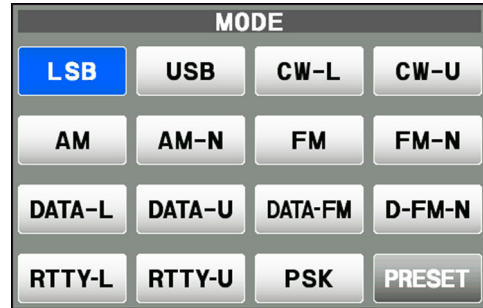 MODE
LSB USB CW-L CW-U
AM AM-N FM FM-N
DATA-L DATA-U DATA-FM D-FM-N
RTTY-L RTTY-U PSK PRESET